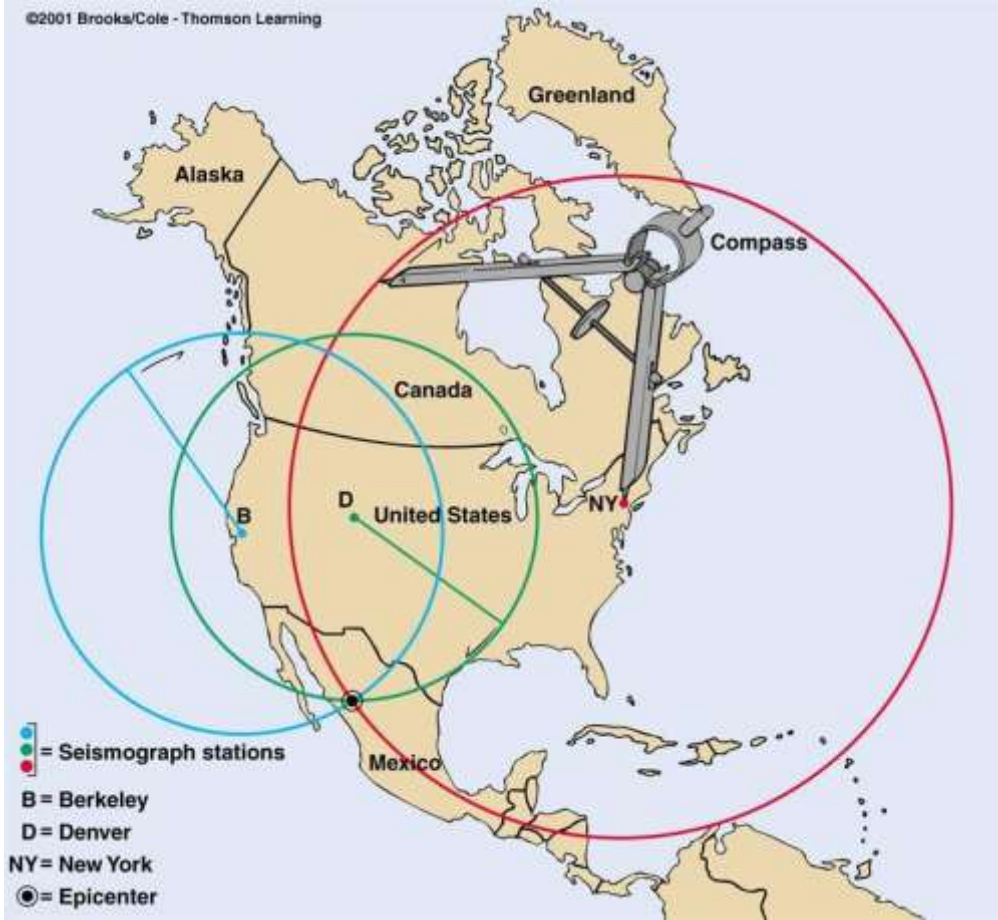 ©2001 Brooks/Cole - Thomson Learning
Greenland
Alaska
Compass
Canada
D
United States
NY
B
= Seismograph stations
Mexico
B = Berkeley
D = Denver
NY = New York
= Epicenter